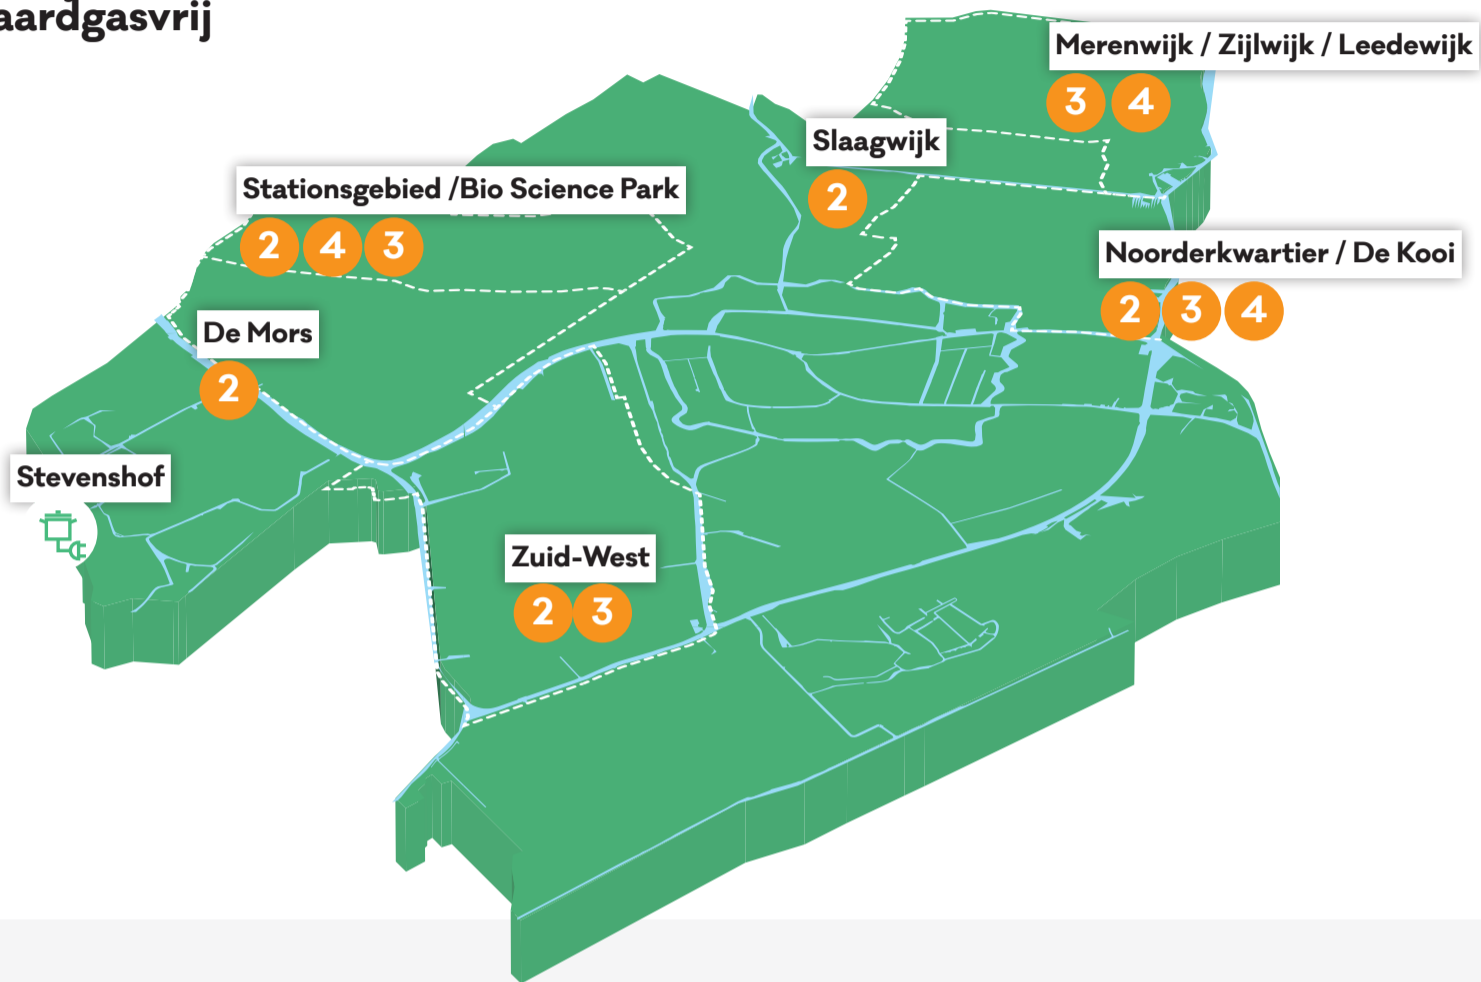 aardgasvrij
Merenwijk / Zijlwijk / Leedewijk
3 4
Slaagwijk
2
Stationsgebied /Bio Science Park
2 4 3
Noorderkwartier / De Kooi
2 3 4
De Mors
2
Stevenshof
Zuid-West
2 3